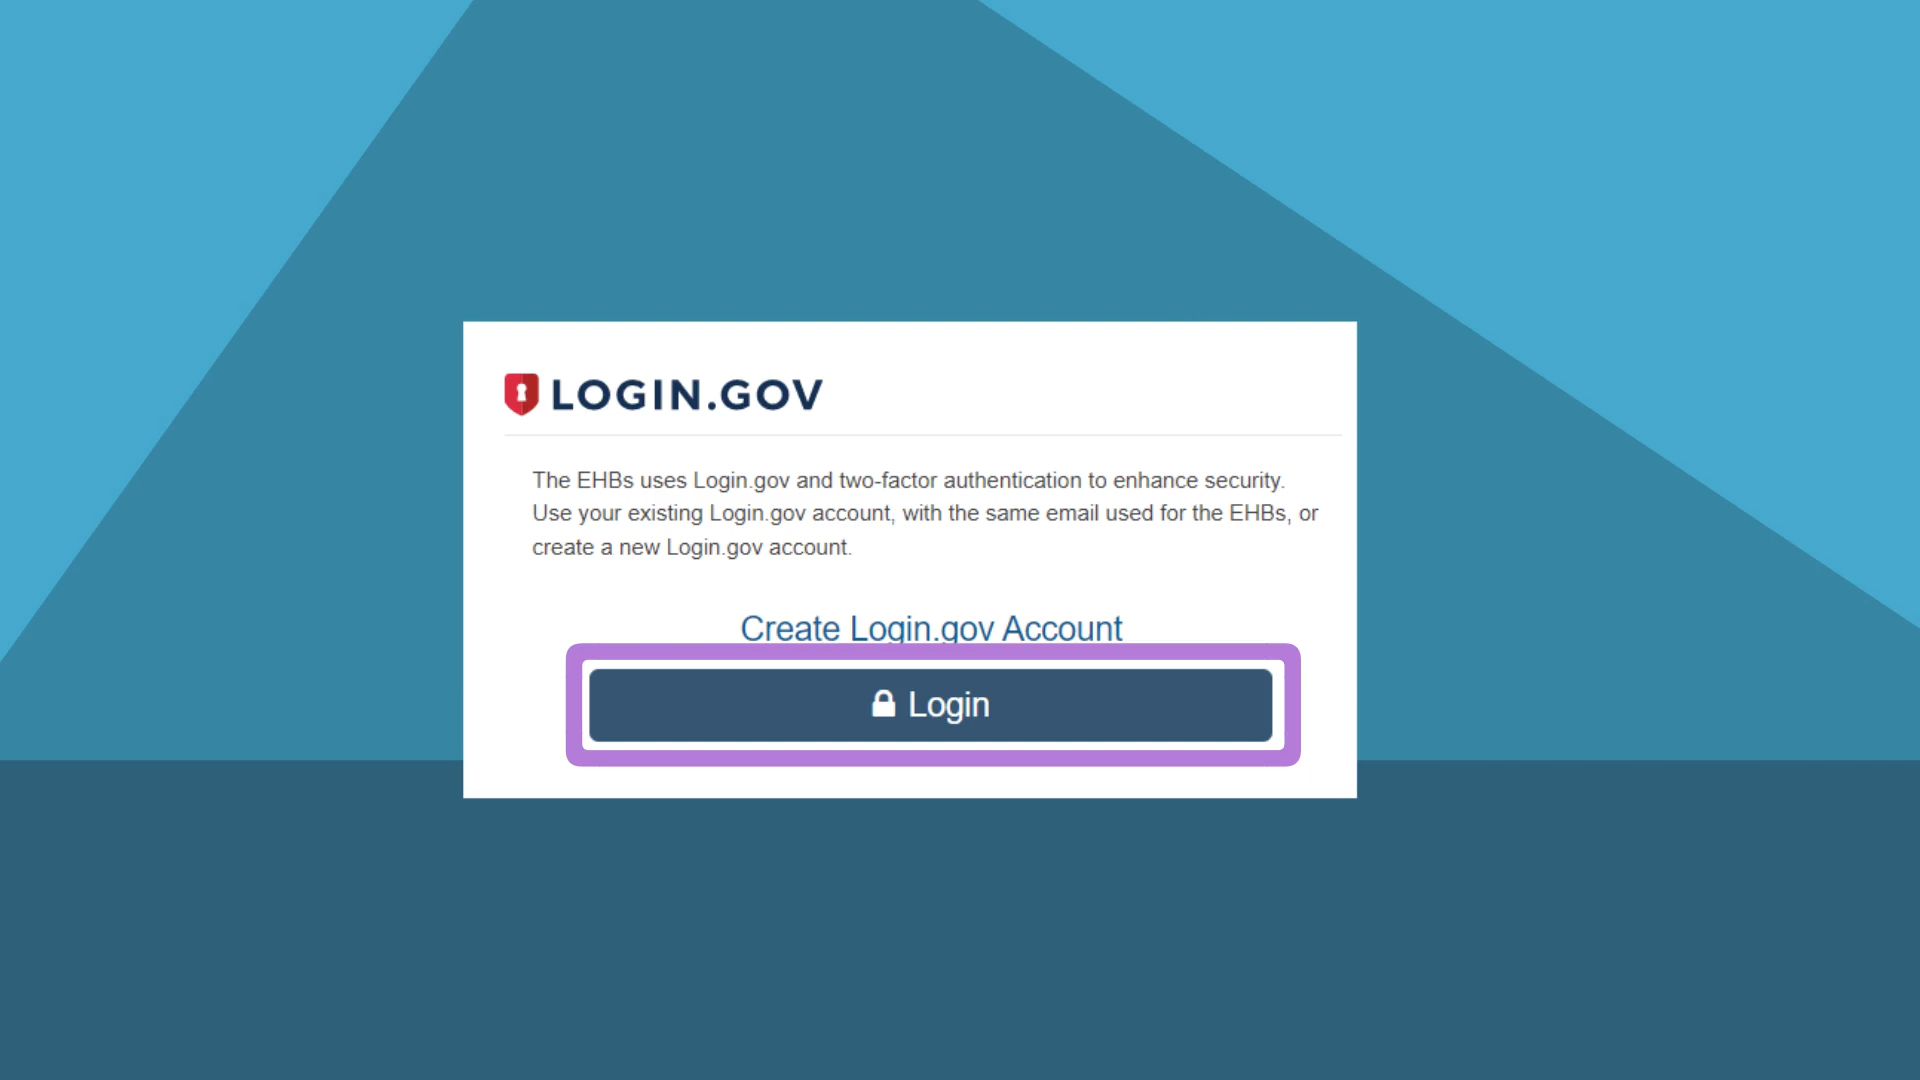 LOGIN.GOV
The EHBs uses Login.gov and two-factor authentication to enhance security.
Use your existing Login.gov account, with the same email used for the EHBs, or
create a new Login.gov account.
Create Login.gov Account
Login